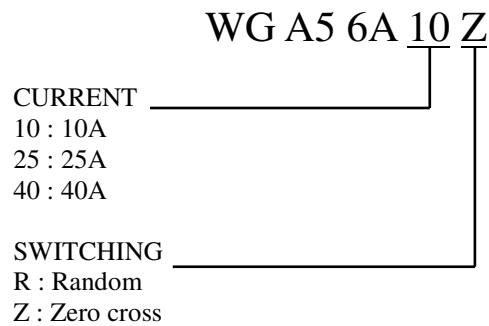 WG A5 6A 10 Z
CURRENT
10 : 10A
25 : 25A
40 : 40A
SWITCHING
R : Random
Z : Zero cross